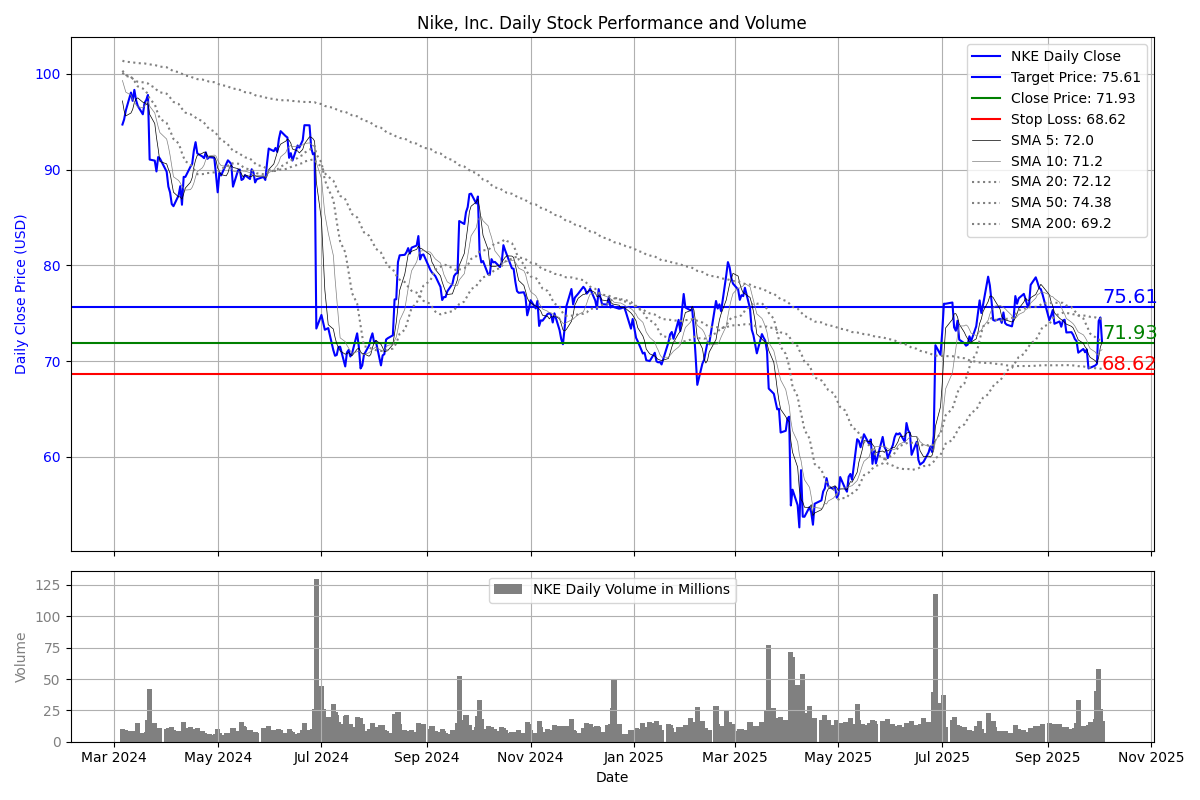 Nike, Inc. Daily Stock Performance and Volume
Daily Close Price (USD)
100
90
80
70
60
NKE Daily Close
Target Price: 75.61
Close Price: 71.93
Stop Loss: 68.62
SMA 5: 72.0
SMA 10: 71.2
SMA 20: 72.12
SMA 50: 74.38
SMA 200: 69.2
75.61
71.93
68.62
Volume
125
100
75
50
25
0
NKE Daily Volume in Millions
Mar 2024 May 2024 Jul 2024 Sep 2024 Nov 2024 Jan 2025 Mar 2025 May 2025 Jul 2025 Sep 2025 Nov 2025
Date